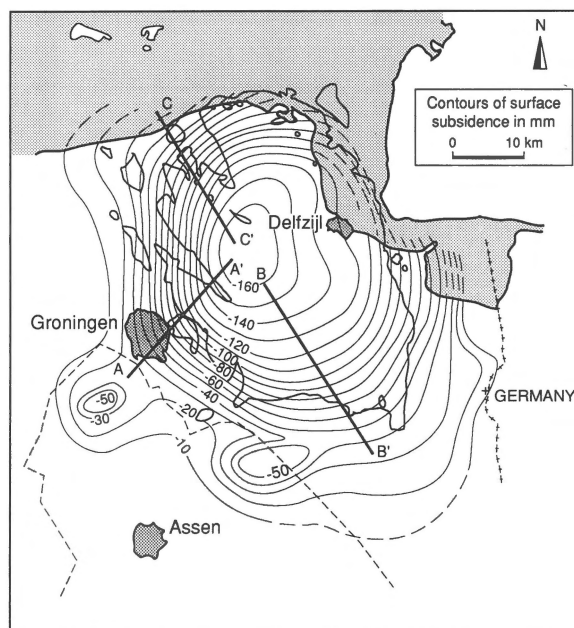 N
Contours of surface
subsidence in mm
0 10 km
C
C'
Delfzijl
A'
B
-160
-140
-120
-100
-80
-60
-40
-20
-10
Groningen
A
-50
-30
GERMANY
B'
-50
Assen